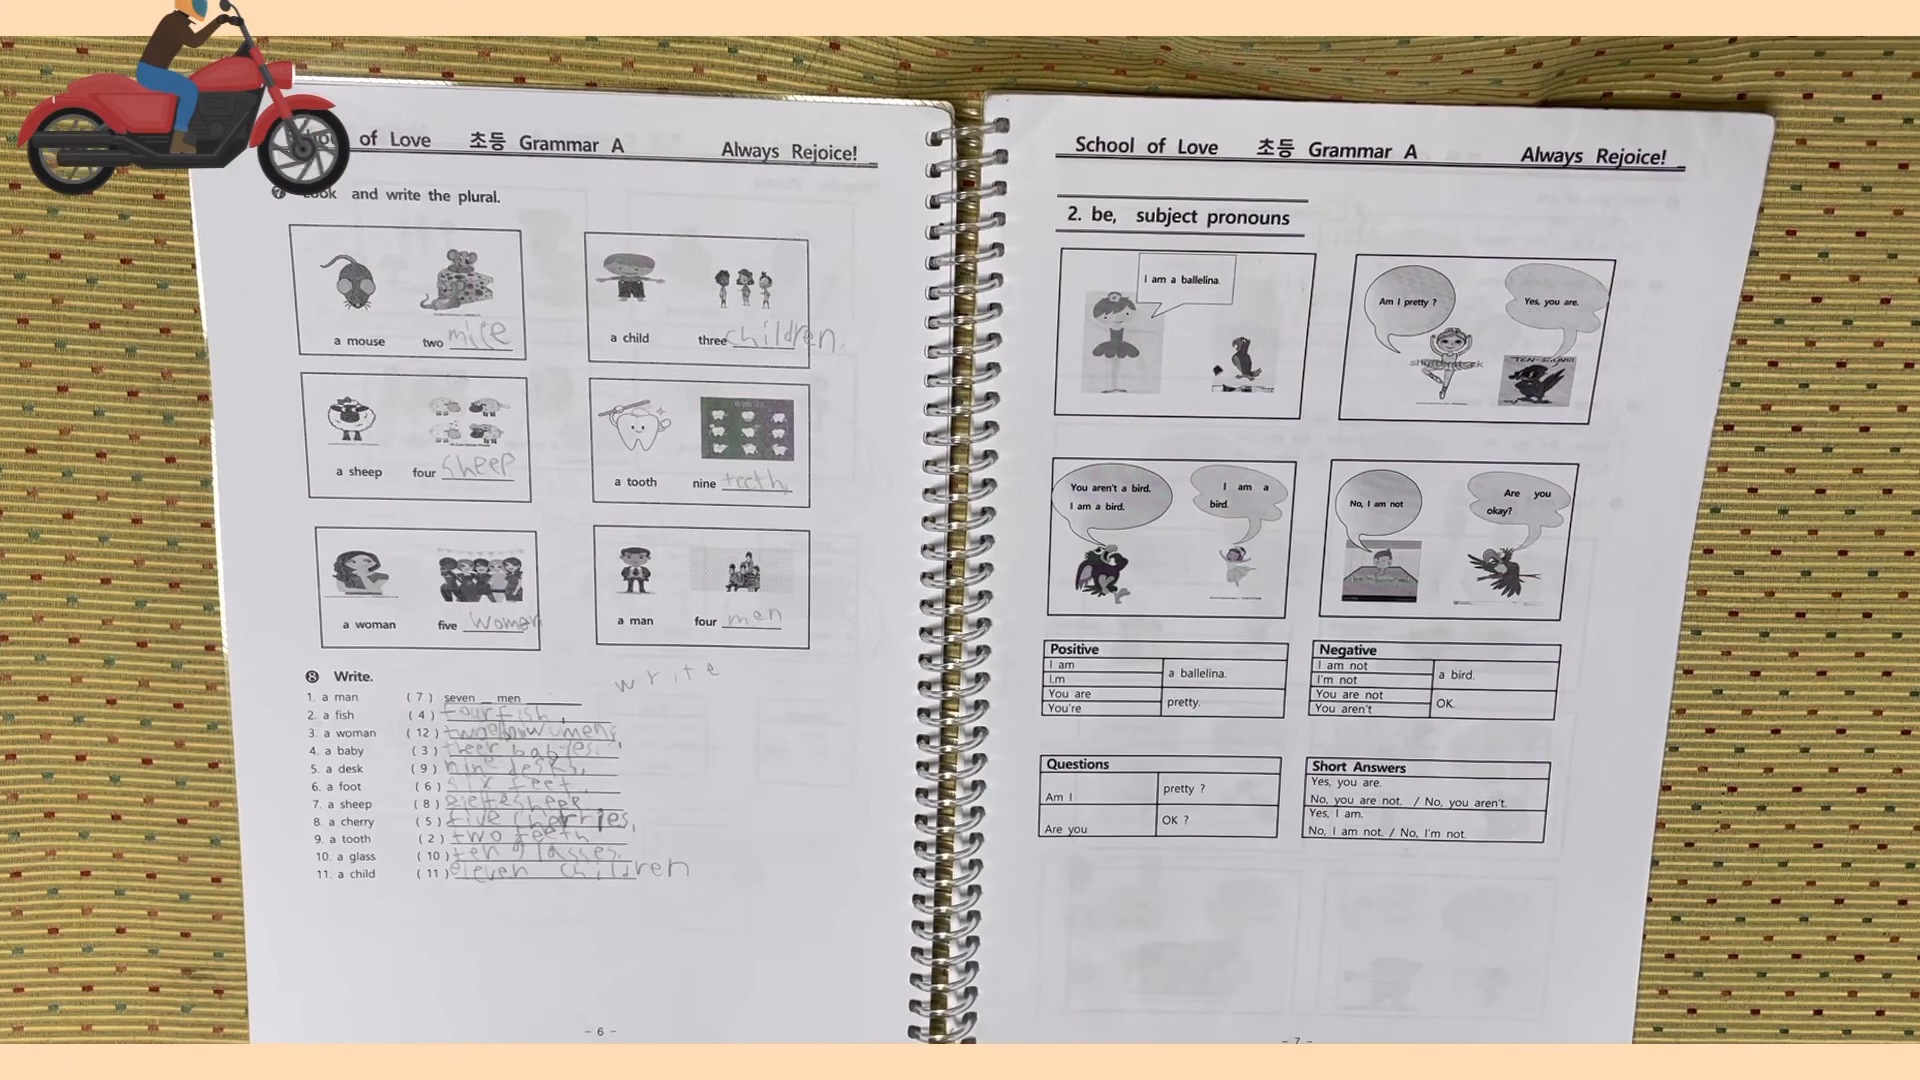 of Love 초등 Grammar A Always Rejoice!
7 Look and write the plural.
a mouse two mice
a child three children.
a sheep four sheep
a tooth nine teeth
a woman five women
a man four men
write
8 Write.
1. a man ( 7 ) seven men
2. a fish ( 4 ) four fish.
3. a woman ( 12 )
4. a baby ( 3 ) theer babies.
5. a desk ( 9 ) nine desks,
6. a foot ( 6 ) six feet.
7. a sheep ( 8 ) sheep
8. a cherry ( 5 ) five cherries,
9. a tooth ( 2 ) two teeth
10. a glass ( 10 ) ten glasses.
11. a child ( 11 ) eleven children
- 6 -
School of Love 초등 Grammar A Always Rejoice!
2. be, subject pronouns
I am a ballelina.
Am I pretty ?
Yes, you are.
You aren't a bird.
I am a bird.
I am a
bird.
No, I am not
Are you
okay?
Positive
I am
I.m
a ballelina.
You are
You're
pretty.
Negative
I am not
I'm not
a bird.
You are not
You aren't
OK.
Questions
Am I
pretty ?
Are you
OK ?
Short Answers
Yes, you are.
No, you are not. / No, you aren't.
Yes, I am.
No, I am not. / No, I'm not.
- 7 -